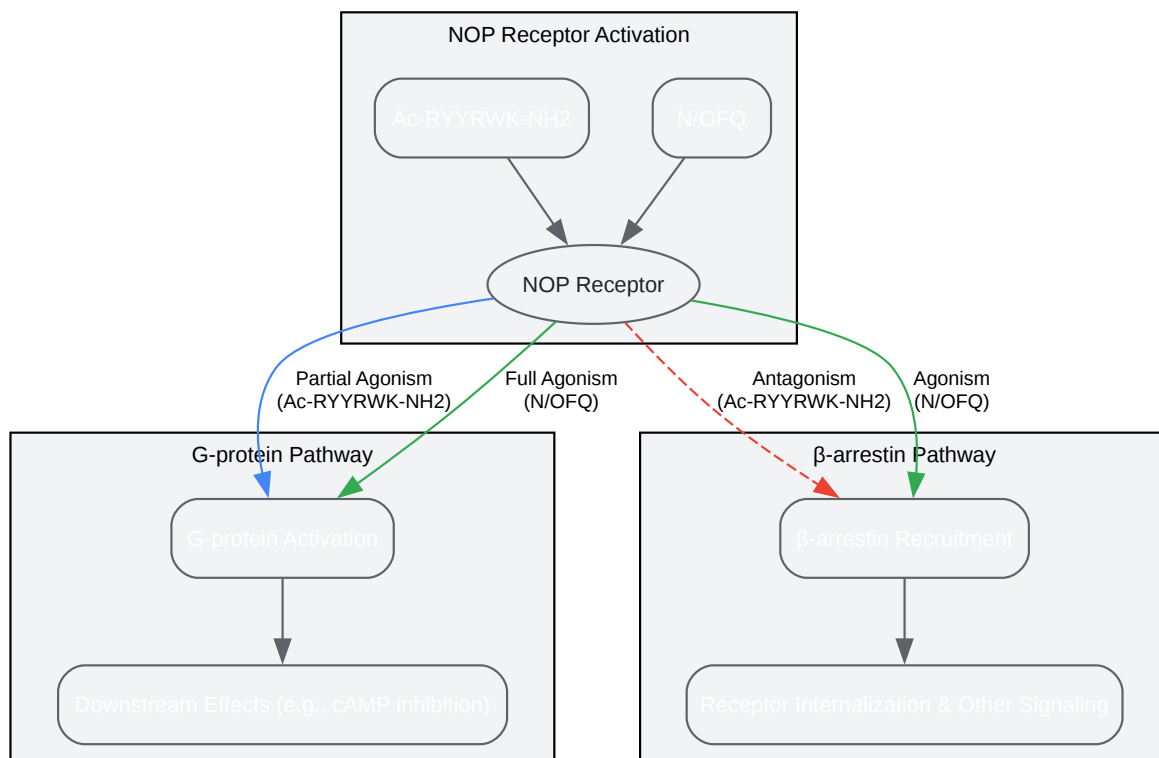 NOP Receptor Activation
Ac-RYYRWK-NH2
N/OFQ
NOP Receptor
Partial Agonism
(Ac-RYYRWK-NH2)
Full Agonism
(N/OFQ)
Antagonism
(Ac-RYYRWK-NH2)
Agonism
(N/OFQ)
G-protein Pathway
β-arrestin Pathway
G-protein Activation
β-arrestin Recruitment
Downstream Effects (e.g., cAMP inhibition)
Receptor Internalization & Other Signaling